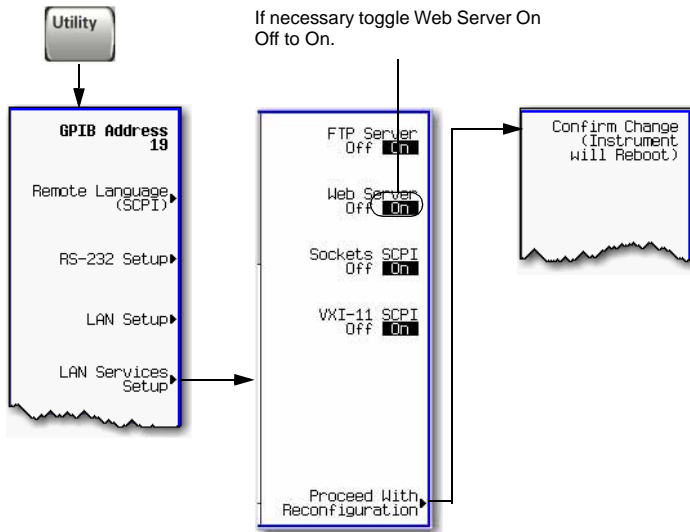 Utility
If necessary toggle Web Server On
Off to On.
GPIB Address
19
Remote Language
(SCPI)
RS-232 Setup
LAN Setup
LAN Services
Setup
FTP Server
Off On
Web Server
Off On
Sockets SCPI
Off On
VXI-11 SCPI
Off On
Proceed With
Reconfiguration
Confirm Change
(Instrument
will Reboot)